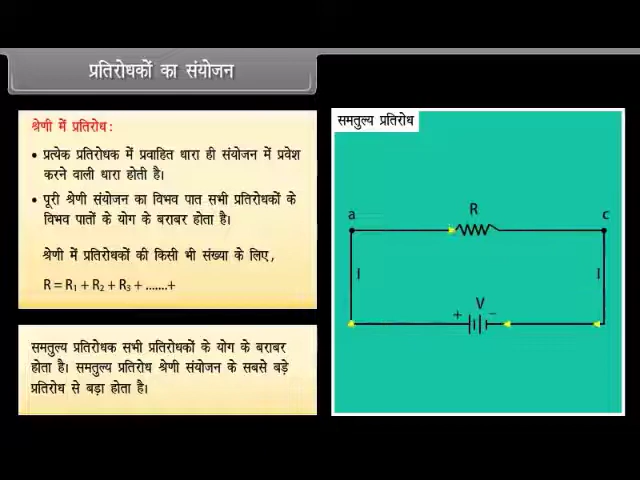 प्रतिरोधकों का संयोजन
श्रेणी में प्रतिरोध:
• प्रत्येक प्रतिरोधक में प्रवाहित धारा ही संयोजन में प्रवेश
करने वाली धारा होती है।
• पूरी श्रेणी संयोजन का विभव पात सभी प्रतिरोधकों के
विभव पातों के योग के बराबर होता है।
श्रेणी में प्रतिरोधकों की किसी भी संख्या के लिए,
R = R₁ + R₂ + R₃ + .......+
समतुल्य प्रतिरोधक सभी प्रतिरोधकों के योग के बराबर
होता है। समतुल्य प्रतिरोध श्रेणी संयोजन के सबसे बड़े
प्रतिरोध से बड़ा होता है।
समतुल्य प्रतिरोध
R
a
c
I
I
V
+ −